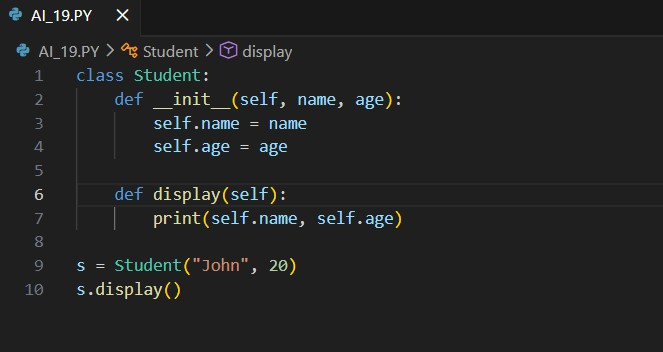 AI_19.PY
AI_19.PY > Student > display
1 class Student:
2     def __init__(self, name, age):
3         self.name = name
4         self.age = age
5
6     def display(self):
7         print(self.name, self.age)
8
9 s = Student("John", 20)
10 s.display()